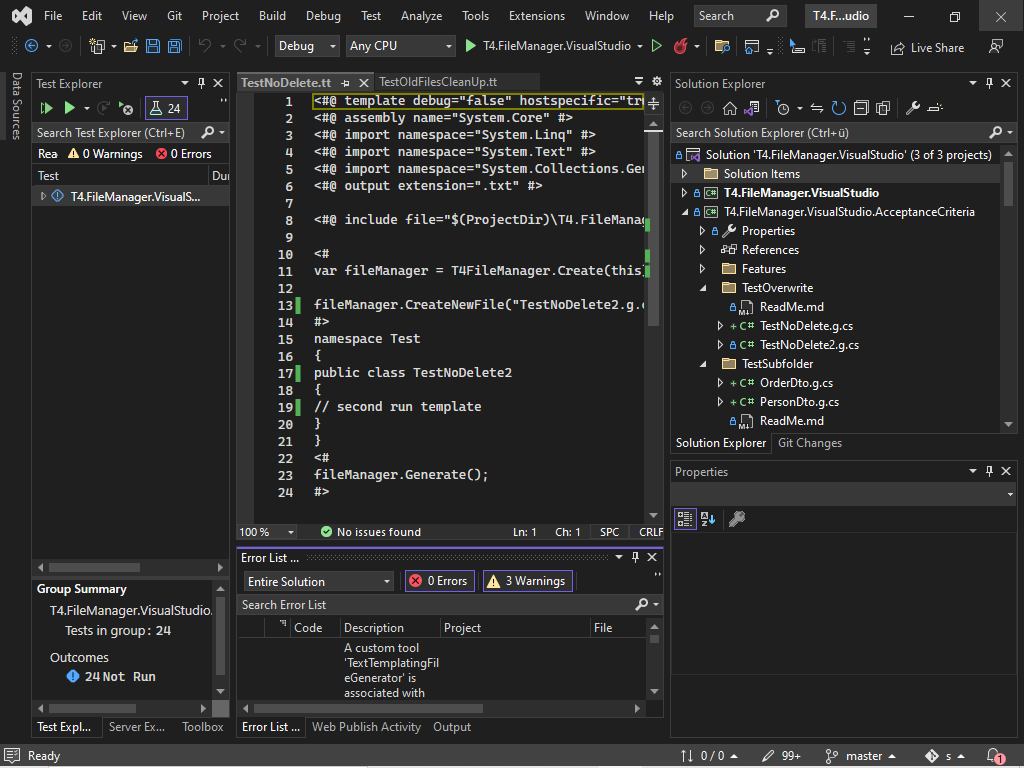 File Edit View Git Project Build Debug Test Analyze Tools Extensions Window Help Search T4.F...udio
Debug Any CPU T4.FileManager.VisualStudio Live Share
Data Sources
Test Explorer
24
Search Test Explorer (Ctrl+E)
Rea 0 Warnings 0 Errors
Test Du
T4.FileManager.VisualS...
Group Summary
T4.FileManager.VisualStudio.
Tests in group: 24
Outcomes
24 Not Run
Test Expl... Server Ex... Toolbox
TestNoDelete.tt TestOldFilesCleanUp.tt
1 <#@ template debug="false" hostspecific="tr
2 <#@ assembly name="System.Core" #>
3 <#@ import namespace="System.Linq" #>
4 <#@ import namespace="System.Text" #>
5 <#@ import namespace="System.Collections.Gen
6 <#@ output extension=".txt" #>
7
8 <#@ include file="$(ProjectDir)\T4.FileMana
9
10 <#
11 var fileManager = T4FileManager.Create(this)
12
13 fileManager.CreateNewFile("TestNoDelete2.g.c
14 #>
15 namespace Test
16 {
17 public class TestNoDelete2
18 {
19 // second run template
20 }
21 }
22 <#
23 fileManager.Generate();
24 #>
100 % No issues found Ln: 1 Ch: 1 SPC CRLF
Error List ...
Entire Solution 0 Errors 3 Warnings
Search Error List
Code Description Project File
A custom tool
'TextTemplatingFil
eGenerator' is
associated with
Error List ... Web Publish Activity Output
Solution Explorer
Search Solution Explorer (Ctrl+ü)
Solution 'T4.FileManager.VisualStudio' (3 of 3 projects)
Solution Items
T4.FileManager.VisualStudio
T4.FileManager.VisualStudio.AcceptanceCriteria
Properties
References
Features
TestOverwrite
ReadMe.md
TestNoDelete.g.cs
TestNoDelete2.g.cs
TestSubfolder
OrderDto.g.cs
PersonDto.g.cs
ReadMe.md
Solution Explorer Git Changes
Properties
Ready 0 / 0 99+ master s 1